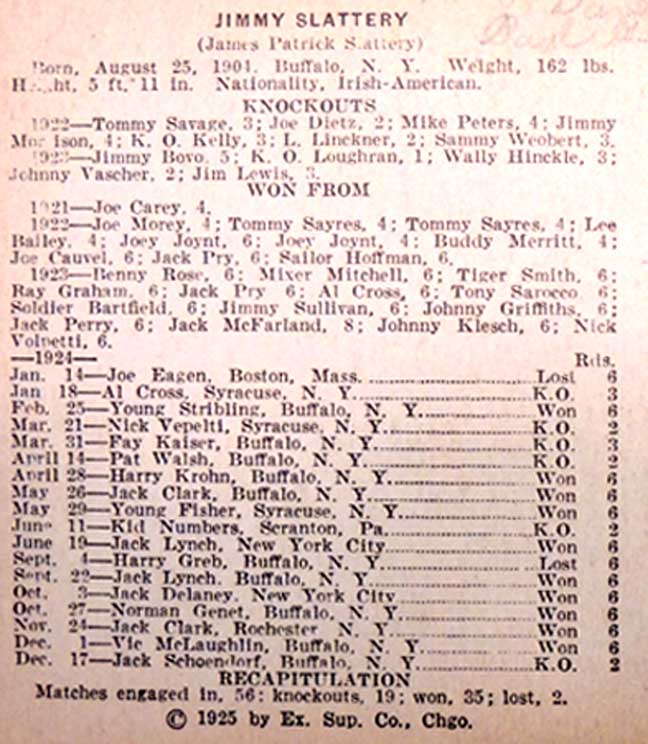 JIMMY SLATTERY
(James Patrick Slattery)
Born, August 25, 1904, Buffalo, N. Y. Weight, 162 lbs.
Height, 5 ft. 11 in. Nationality, Irish-American.
KNOCKOUTS
1922—Tommy Savage, 3; Joe Dietz, 2; Mike Peters, 4; Jimmy
Morrison, 4; K. O. Kelly, 3; L. Linckner, 2; Sammy Weobert, 3.
1923—Jimmy Bovo, 5; K. O. Loughran, 1; Wally Hinckle, 3;
Johnny Vascher, 2; Jim Lewis, 3.
WON FROM
1921—Joe Carey, 4.
1922—Joe Morey, 4; Tommy Sayres, 4; Tommy Sayres, 4; Lee
Bailey, 4; Joey Joynt, 6; Joey Joynt, 4; Buddy Merritt, 4;
Joe Cauvel, 6; Jack Pry, 6; Sailor Hoffman, 6.
1923—Benny Rose, 6; Mixer Mitchell, 6; Tiger Smith, 6;
Ray Graham, 6; Jack Pry 6; Al Cross, 6; Tony Sarocco 6;
Soldier Bartfield, 6; Jimmy Sullivan, 6; Johnny Griffiths, 6;
Jack Perry, 6; Jack McFarland, 8; Johnny Klesch, 6; Nick
Volpetti, 6.
—1924— Rds.
Jan. 14—Joe Eagen, Boston, Mass. Lost 6
Jan 18—Al Cross, Syracuse, N. Y. K.O. 3
Feb. 25—Young Stribling, Buffalo, N. Y. Won 6
Mar. 21—Nick Vepelti, Syracuse, N. Y. K.O. 2
Mar. 31—Fay Kaiser, Buffalo, N. Y. K.O. 3
April 14—Pat Walsh, Buffalo, N. Y. K.O. 2
April 28—Harry Krohn, Buffalo, N. Y. Won 6
May 26—Jack Clark, Buffalo, N. Y. Won 6
May 29—Young Fisher, Syracuse, N. Y. Won 6
June 11—Kid Numbers, Scranton, Pa. K.O. 2
June 19—Jack Lynch, New York City Won 6
Sept. 4—Harry Greb, Buffalo, N. Y. Lost 6
Sept. 22—Jack Lynch, Buffalo, N. Y. Won 6
Oct. 3—Jack Delaney, New York City Won 6
Oct. 27—Norman Genet, Buffalo, N. Y. Won 6
Nov. 24—Jack Clark, Rochester N. Y. Won 6
Dec. 1—Vic McLaughlin, Buffalo, N. Y. Won 6
Dec. 17—Jack Schoendorf, Buffalo, N. Y. K.O. 2
RECAPITULATION
Matches engaged in, 56; knockouts, 19; won, 35; lost, 2.
© 1925 by Ex. Sup. Co., Chgo.